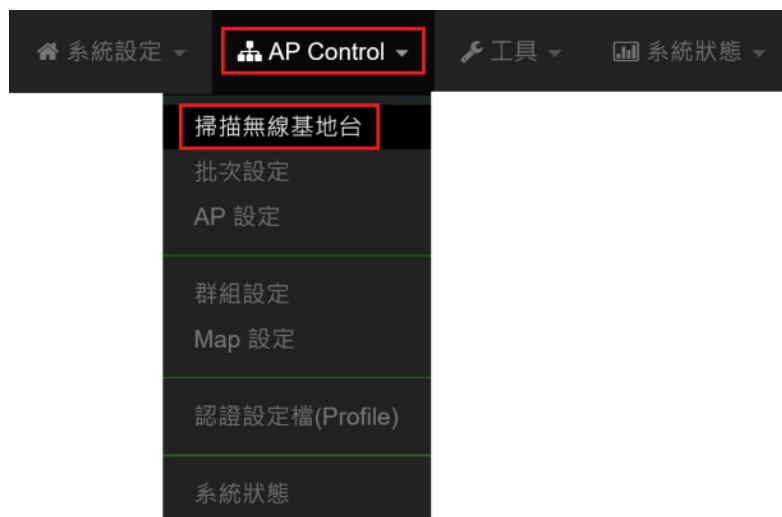 系統設定 AP Control 工具 系統狀態
掃描無線基地台
批次設定
AP 設定
群組設定
Map 設定
認證設定檔(Profile)
系統狀態